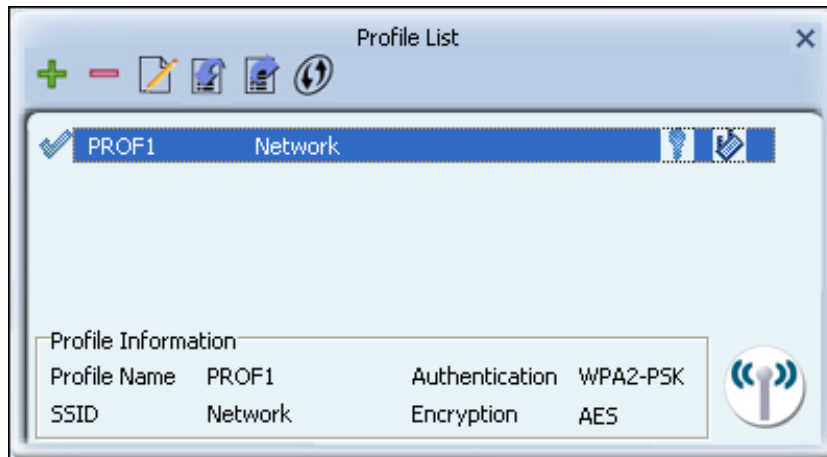 Profile List
PROF1 Network
Profile Information
Profile Name PROF1 Authentication WPA2-PSK
SSID Network Encryption AES